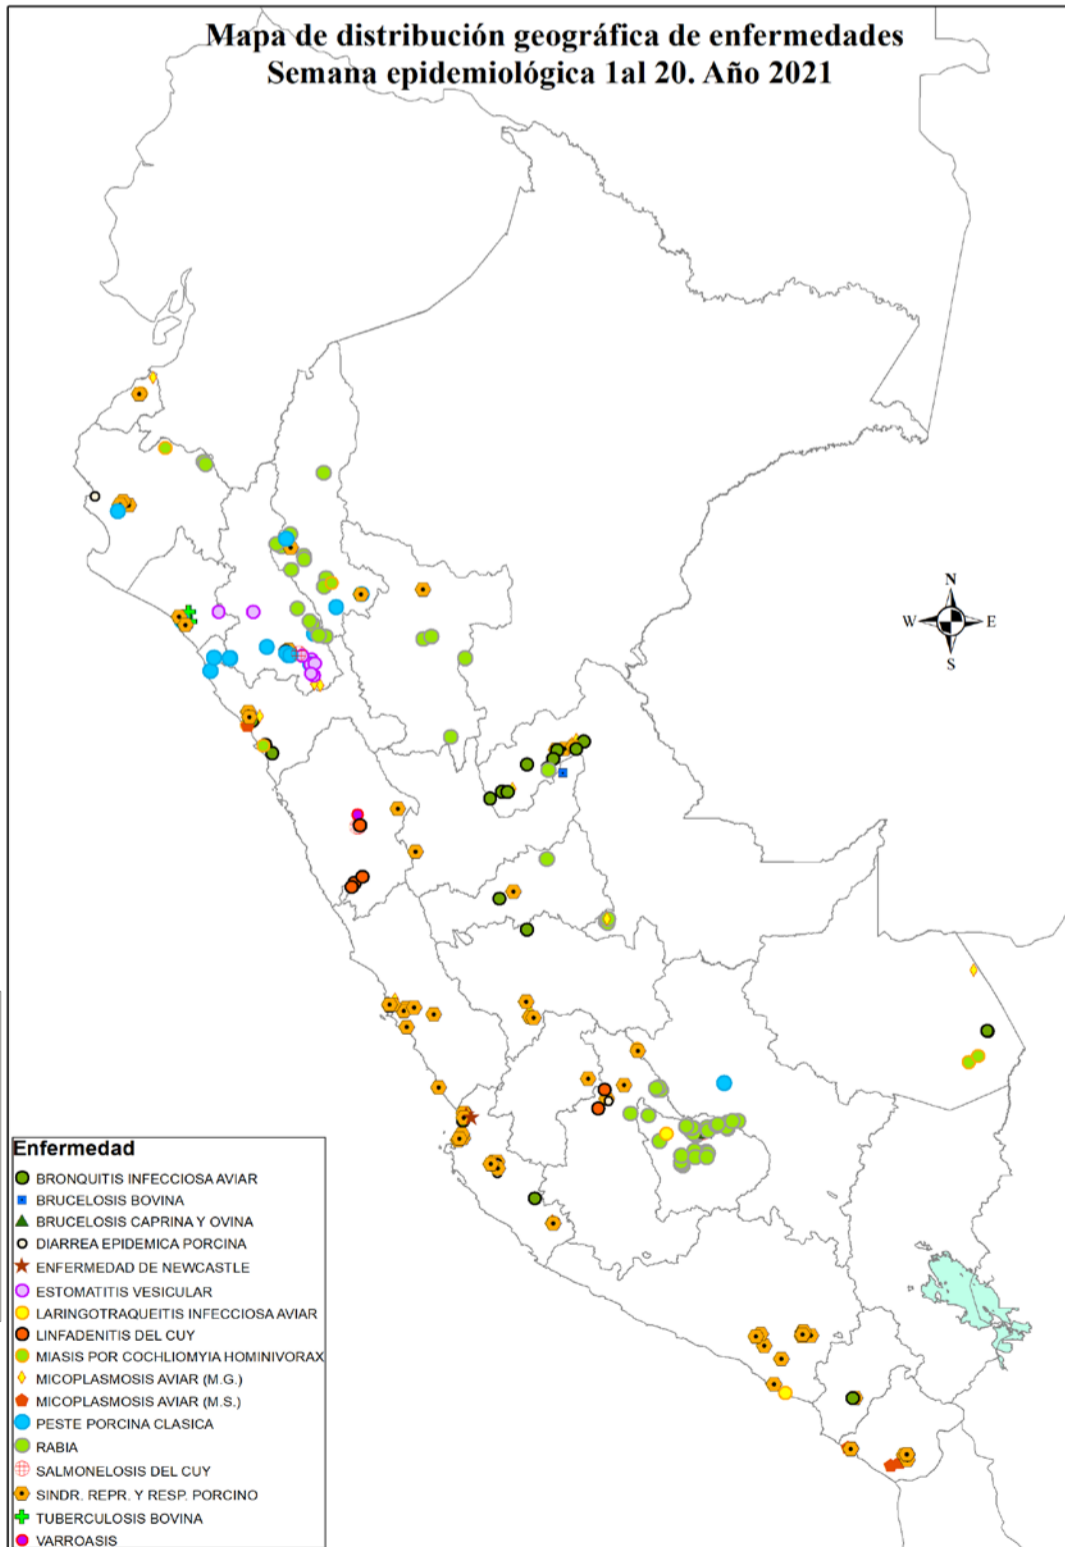 Mapa de distribución geográfica de enfermedades
Semana epidemiológica 1al 20. Año 2021
N
W E
S
Enfermedad
BRONQUITIS INFECCIOSA AVIAR
BRUCELOSIS BOVINA
BRUCELOSIS CAPRINA Y OVINA
DIARREA EPIDEMICA PORCINA
ENFERMEDAD DE NEWCASTLE
ESTOMATITIS VESICULAR
LARINGOTRAQUEITIS INFECCIOSA AVIAR
LINFADENITIS DEL CUY
MIASIS POR COCHLIOMYIA HOMINIVORAX
MICOPLASMOSIS AVIAR (M.G.)
MICOPLASMOSIS AVIAR (M.S.)
PESTE PORCINA CLASICA
RABIA
SALMONELOSIS DEL CUY
SINDR. REPR. Y RESP. PORCINO
TUBERCULOSIS BOVINA
VARROASIS